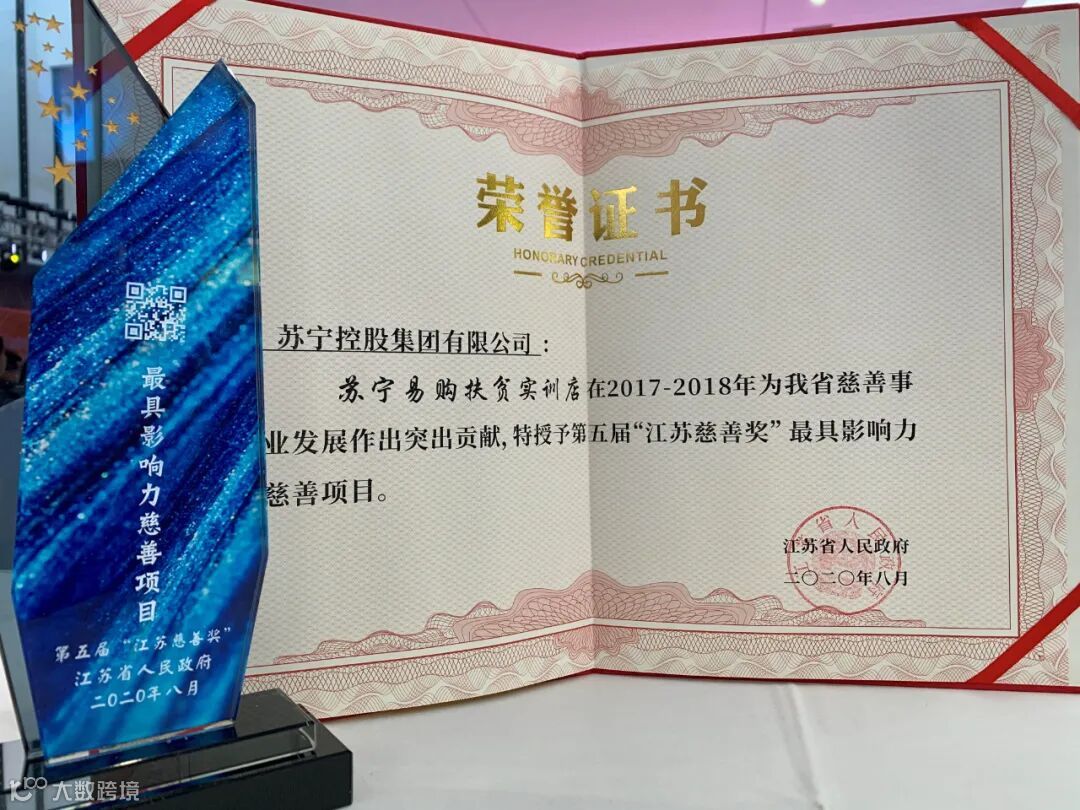 荣誉证书
HONORARY CREDENTIAL
苏宁控股集团有限公司：
苏宁易购扶贫实训店在2017-2018年为我省慈善事
业发展作出突出贡献,特授予第五届“江苏慈善奖”最具影响力
慈善项目。
江苏省人民政府
二〇二〇年八月
最具影响力慈善项目
第五届“江苏慈善奖”
江苏省人民政府
二〇二〇年八月
大数跨境